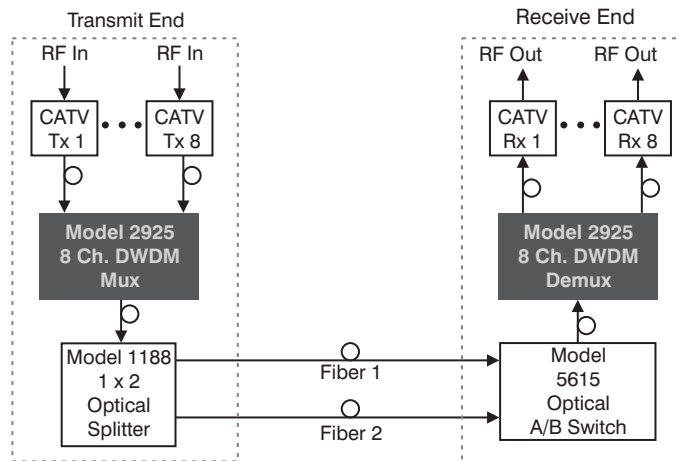 Transmit End
Receive End
RF In
RF In
RF Out
RF Out
CATV
Tx 1
CATV
Tx 8
CATV
Rx 1
CATV
Rx 8
Model 2925
8 Ch. DWDM
Mux
Model 2925
8 Ch. DWDM
Demux
Model 1188
1 x 2
Optical
Splitter
Fiber 1
Fiber 2
Model
5615
Optical
A/B Switch